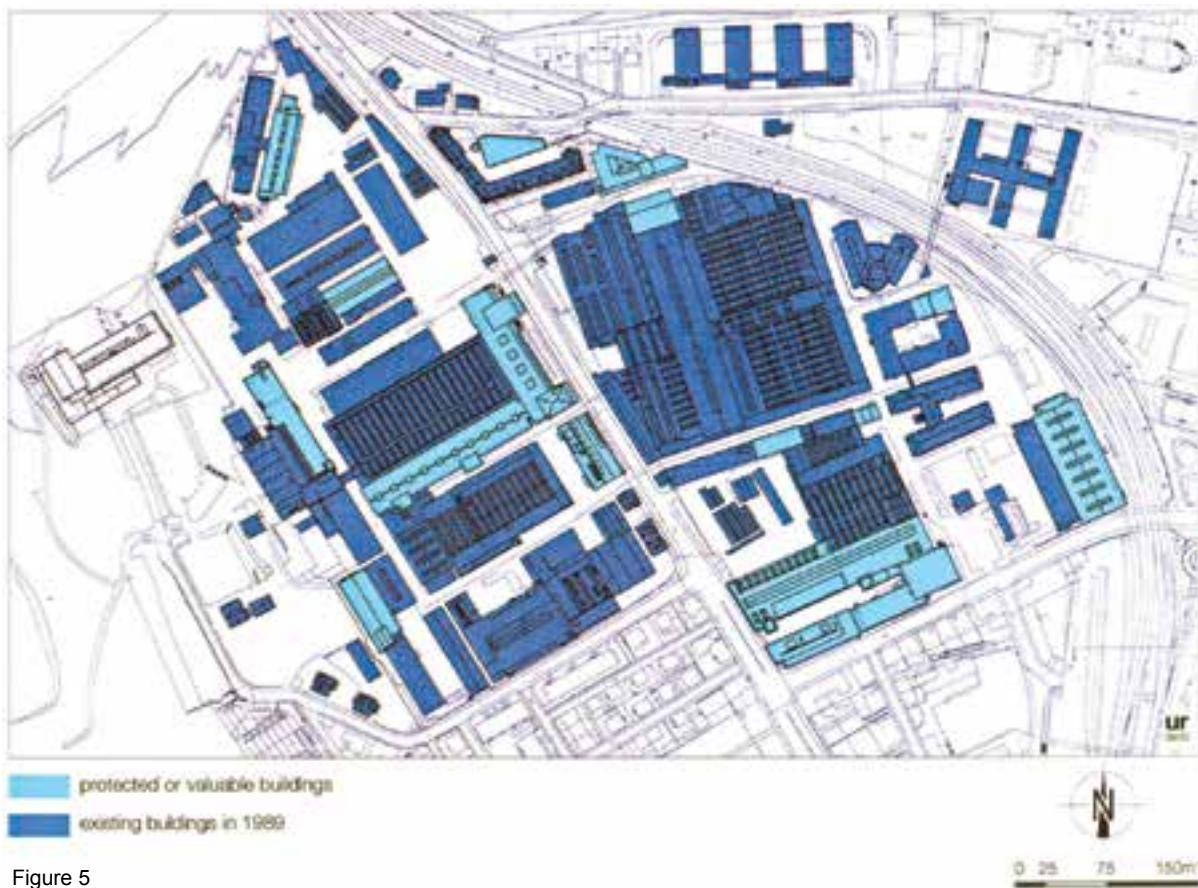 ur
protected or valuable buildings
existing buildings in 1989
N
0 25 75 150m
Figure 5